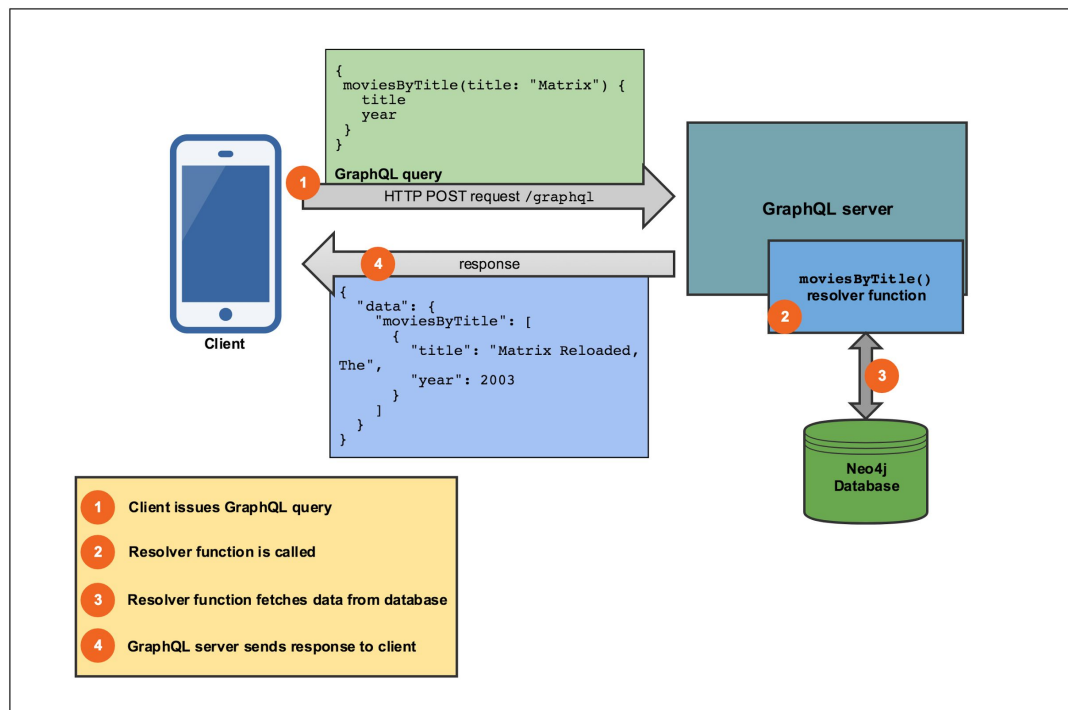 {
 moviesByTitle(title: "Matrix") {
   title
   year
 }
}
GraphQL query
1
HTTP POST request /graphql
GraphQL server
4
response
moviesByTitle()
resolver function
2
{
  "data": {
    "moviesByTitle": [
      {
        "title": "Matrix Reloaded,
The",
        "year": 2003
      }
    ]
  }
}
Client
3
Neo4j
Database
1 Client issues GraphQL query
2 Resolver function is called
3 Resolver function fetches data from database
4 GraphQL server sends response to client